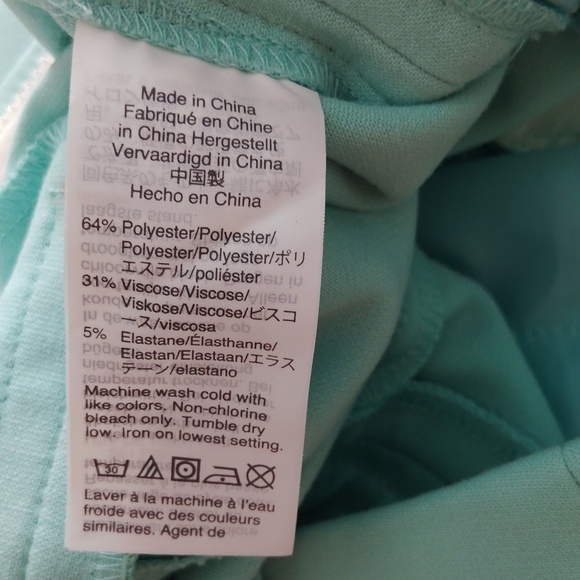 Made in China
Fabriqué en Chine
in China Hergestellt
Vervaardigd in China
中国製
Hecho en China
64% Polyester/Polyester/
Polyester/Polyester/ポリ
エステル/poliéster
31% Viscose/Viscose/
Viskose/Viscose/ビスコ
ース/viscosa
5% Elastane/Élasthanne/
Elastan/Elastaan/エラス
テーン/elastano
Machine wash cold with
like colors. Non-chlorine
bleach only. Tumble dry
low. Iron on lowest setting.
30
Laver à la machine à l'eau
froide avec des couleurs
similaires. Agent de